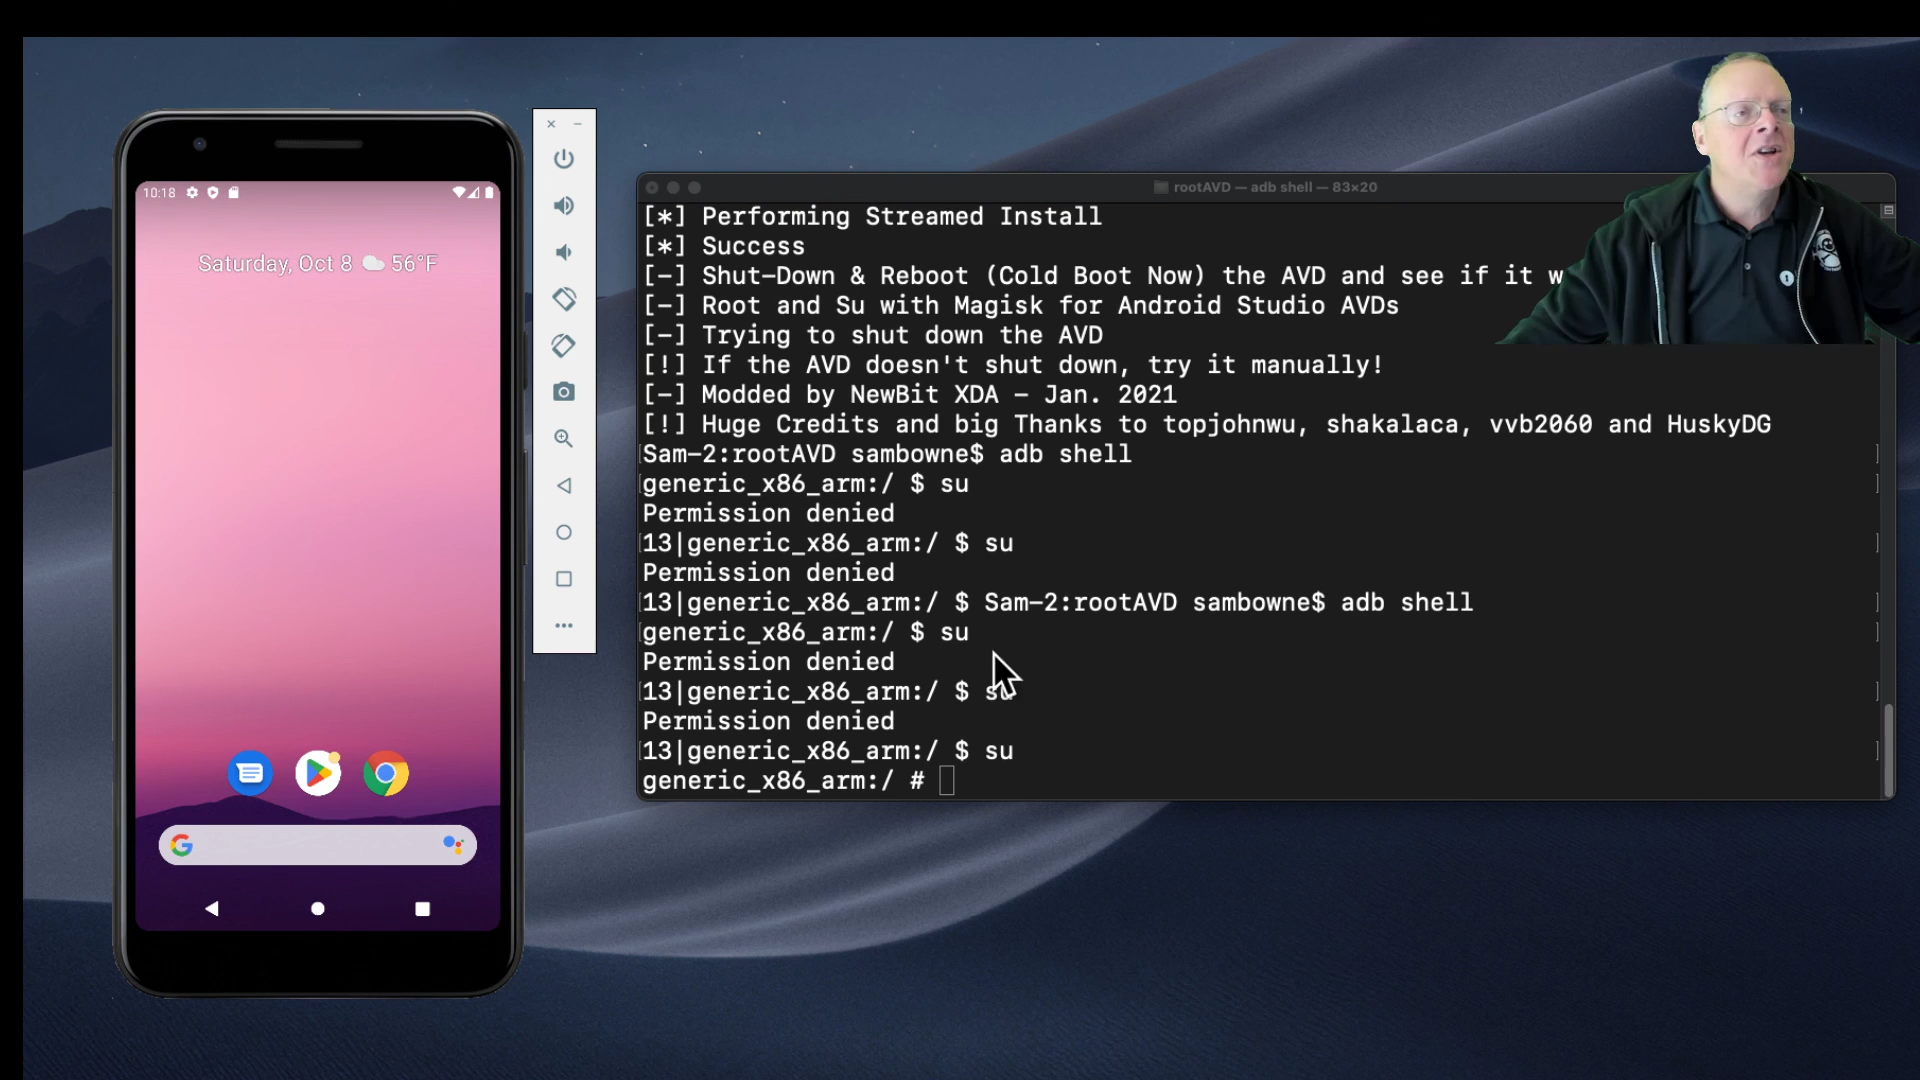 10:18
Saturday, Oct 8 56°F
rootAVD — adb shell — 83×20
[*] Performing Streamed Install
[*] Success
[-] Shut-Down & Reboot (Cold Boot Now) the AVD and see if it w
[-] Root and Su with Magisk for Android Studio AVDs
[-] Trying to shut down the AVD
[!] If the AVD doesn't shut down, try it manually!
[-] Modded by NewBit XDA - Jan. 2021
[!] Huge Credits and big Thanks to topjohnwu, shakalaca, vvb2060 and HuskyDG
Sam-2:rootAVD sambowne$ adb shell
generic_x86_arm:/ $ su
Permission denied
13|generic_x86_arm:/ $ su
Permission denied
13|generic_x86_arm:/ $ Sam-2:rootAVD sambowne$ adb shell
generic_x86_arm:/ $ su
Permission denied
13|generic_x86_arm:/ $ su
Permission denied
13|generic_x86_arm:/ $ su
generic_x86_arm:/ #